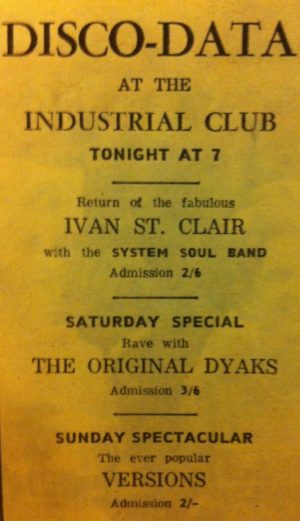 DISCO-DATA
AT THE
INDUSTRIAL CLUB
TONIGHT AT 7
Return of the fabulous
IVAN ST. CLAIR
with the SYSTEM SOUL BAND
Admission 2/6
SATURDAY SPECIAL
Rave with
THE ORIGINAL DYAKS
Admission 3/6
SUNDAY SPECTACULAR
The ever popular
VERSIONS
Admission 2/-